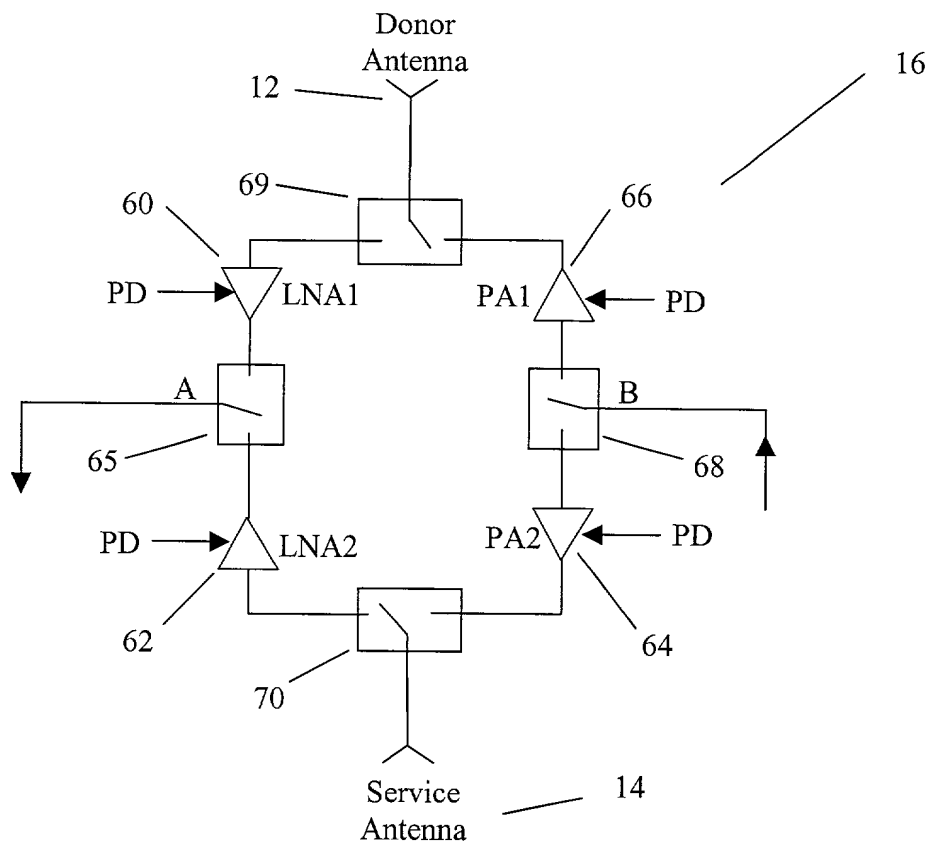 Donor
Antenna
12
16
69
60
66
PD
LNA1
PA1
PD
A
B
65
68
PD
LNA2
PA2
PD
62
64
70
Service
Antenna
14